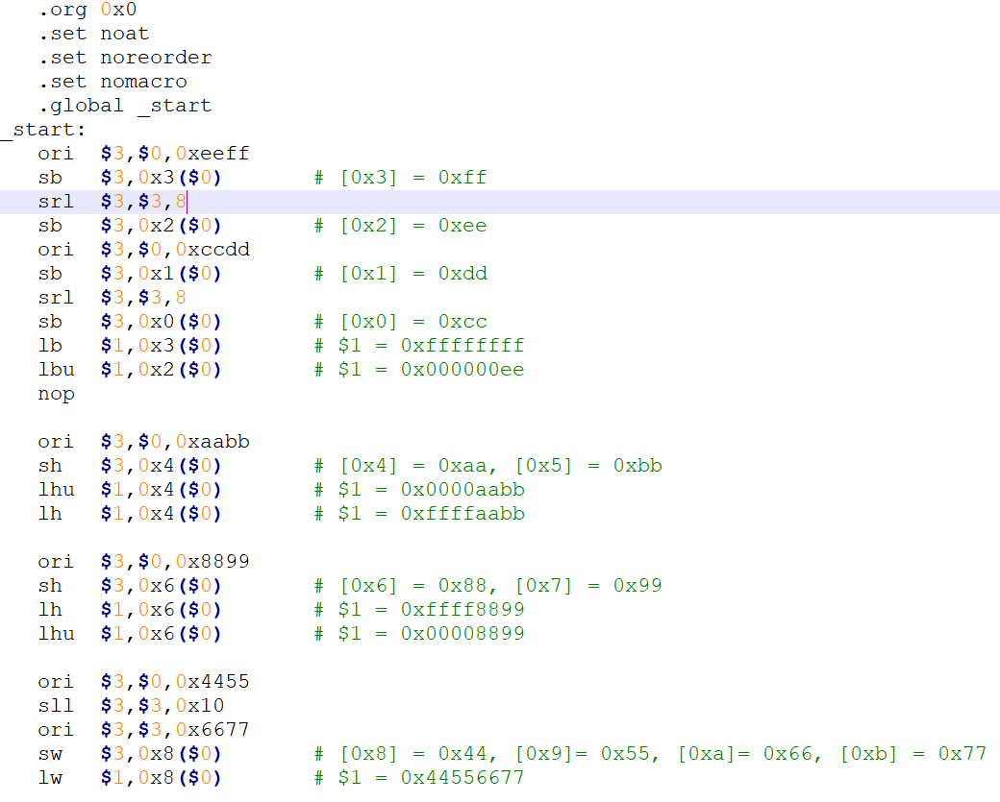 .org 0x0
.set noat
.set noreorder
.set nomacro
.global _start
_start:
ori $3,$0,0xeeff
sb $3,0x3($0) # [0x3] = 0xff
srl $3,$3,8
sb $3,0x2($0) # [0x2] = 0xee
ori $3,$0,0xccdd
sb $3,0x1($0) # [0x1] = 0xdd
srl $3,$3,8
sb $3,0x0($0) # [0x0] = 0xcc
lb $1,0x3($0) # $1 = 0xffffffff
lbu $1,0x2($0) # $1 = 0x000000ee
nop
ori $3,$0,0xaabb
sh $3,0x4($0) # [0x4] = 0xaa, [0x5] = 0xbb
lhu $1,0x4($0) # $1 = 0x0000aabb
lh $1,0x4($0) # $1 = 0xffffaabb
ori $3,$0,0x8899
sh $3,0x6($0) # [0x6] = 0x88, [0x7] = 0x99
lh $1,0x6($0) # $1 = 0xffff8899
lhu $1,0x6($0) # $1 = 0x00008899
ori $3,$0,0x4455
sll $3,$3,0x10
ori $3,$3,0x6677
sw $3,0x8($0) # [0x8] = 0x44, [0x9]= 0x55, [0xa]= 0x66, [0xb] = 0x77
lw $1,0x8($0) # $1 = 0x44556677